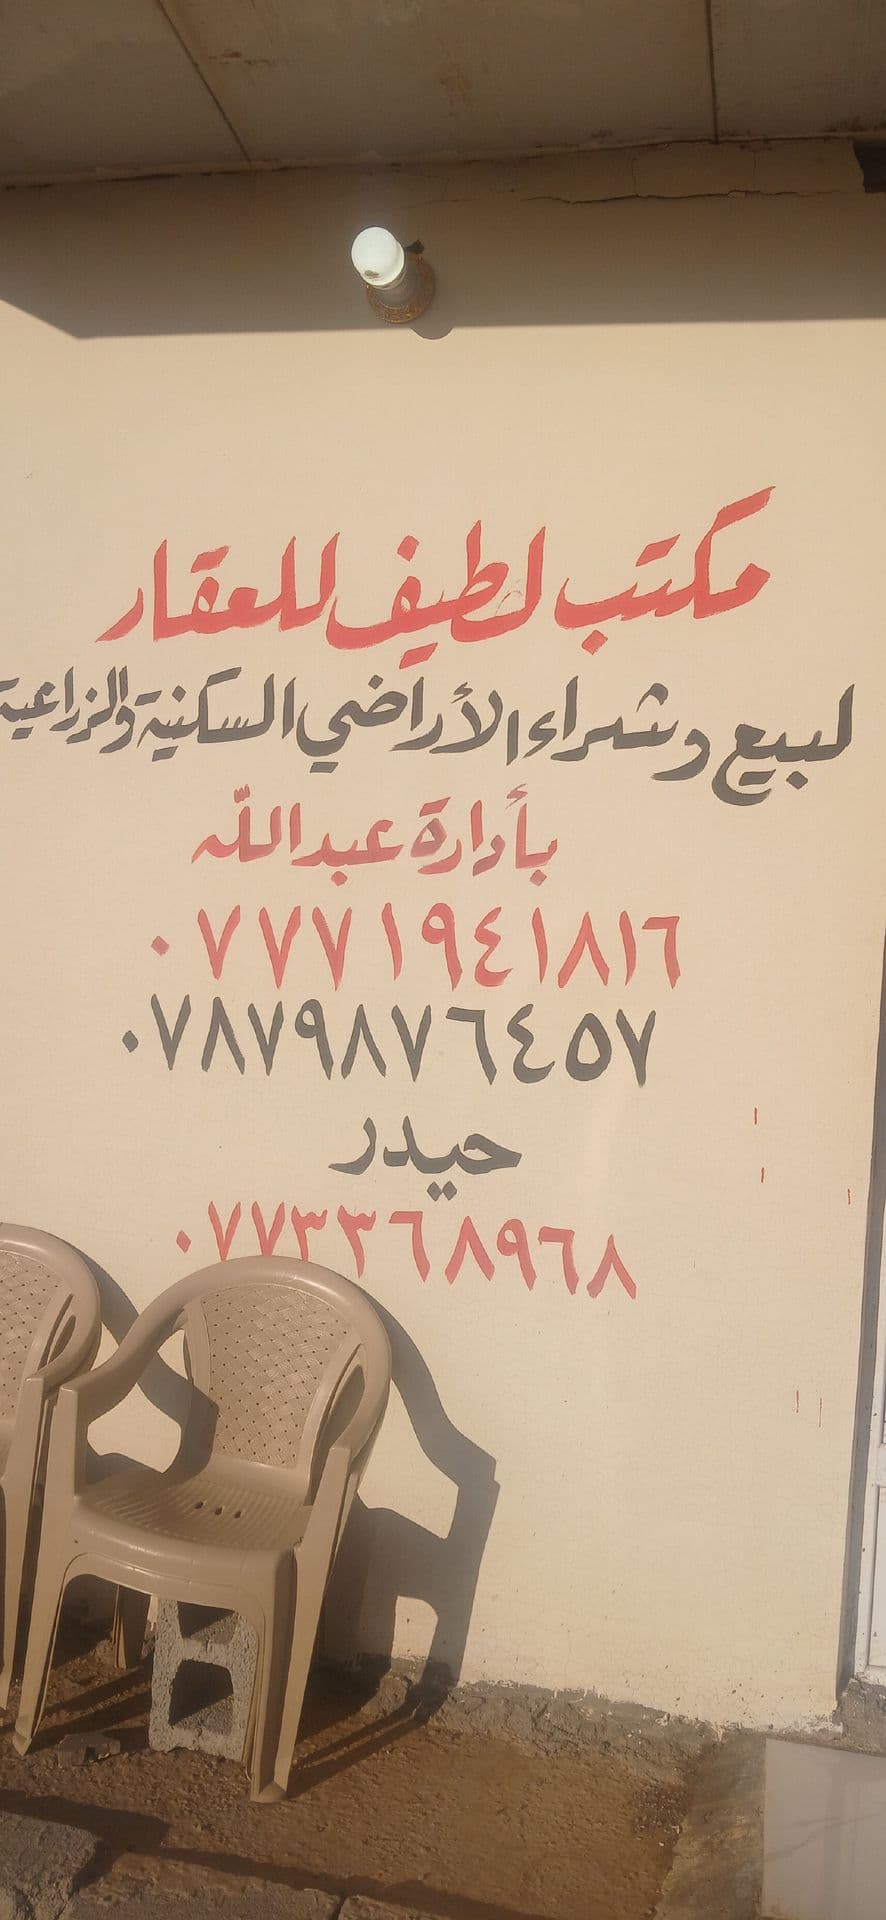 مكتب لطيف للعقار
لبيع وشراء الأراضي السكنية والزراعية
بأدارة عبدالله
٠٧٧٧١٩٤١٨١٦
٠٧٨٧٩٨٧٦٤٥٧
حيدر
٠٧٧٣٣٦٨٩٦٨